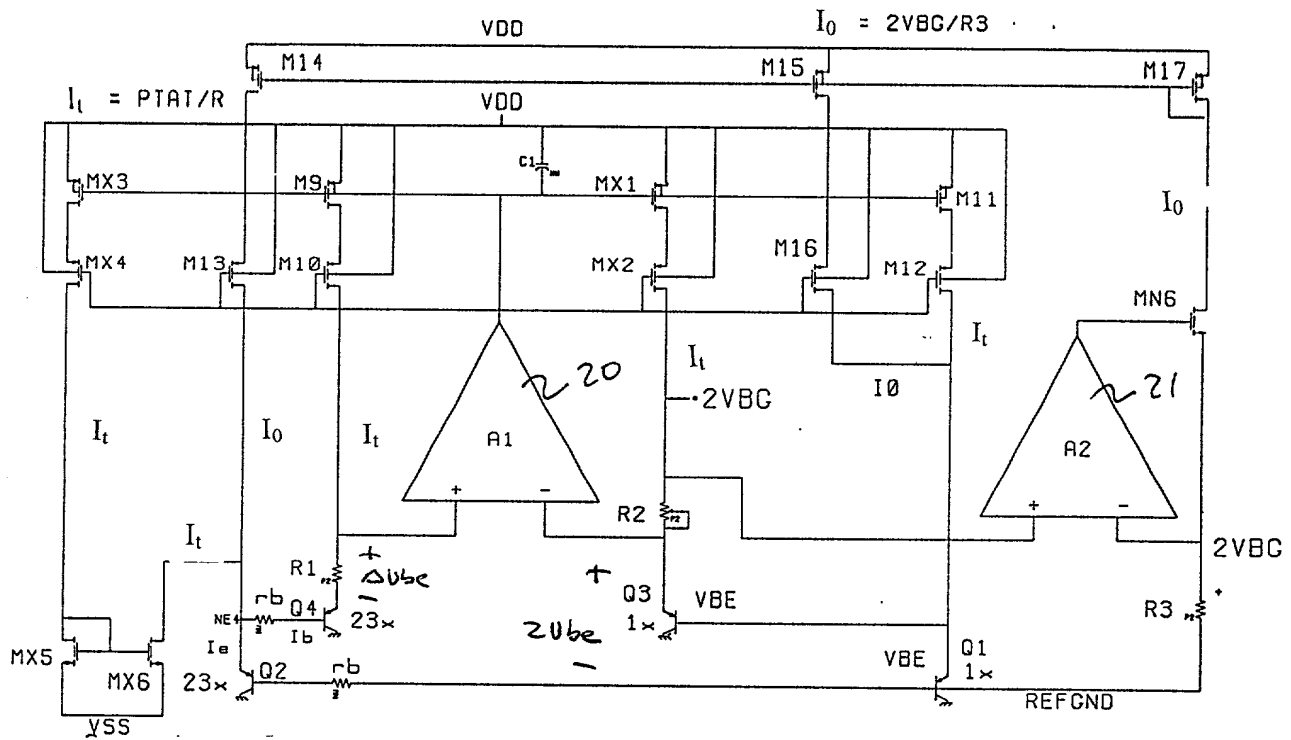 I0 = 2VBG/R3
VDD
M14
M15
M17
It = PTAT/R
VDD
C1
MX3
M9
MX1
M11
I0
MX4
M13
M10
MX2
M16
M12
MN6
It
20
It
I0
21
·2VBG
It
I0
It
A1
A2
+ -
R2
P2
+ -
It
2VBG
R1
P2
+
ΔVbe
-
+
Q3
VBE
+
R3
P2
rb
Q4
NE4
Ib
23x
1x
2Vbe
-
MX5
MX6
Ie
Q2
23x
rb
VBE
Q1
1x
REFGND
VSS